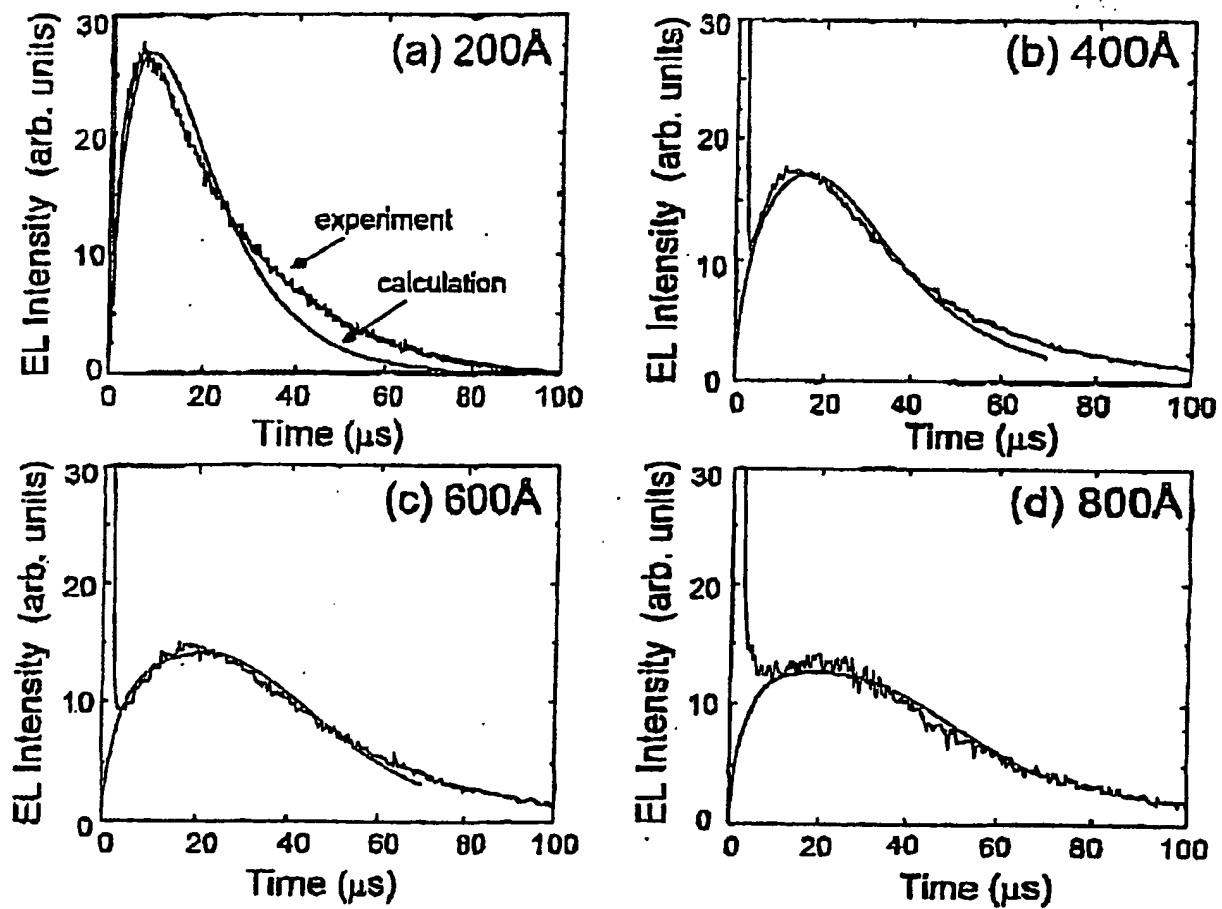 (a) 200Å
EL Intensity (arb. units)
30
20
10
0
experiment
calculation
0 20 40 60 80 100
Time (μs)
(b) 400Å
EL Intensity (arb. units)
30
20
10
0
0 20 40 60 80 100
Time (μs)
(c) 600Å
EL Intensity (arb. units)
30
20
10
0
0 20 40 60 80 100
Time (μs)
(d) 800Å
EL Intensity (arb. units)
30
20
10
0
0 20 40 60 80 100
Time (μs)